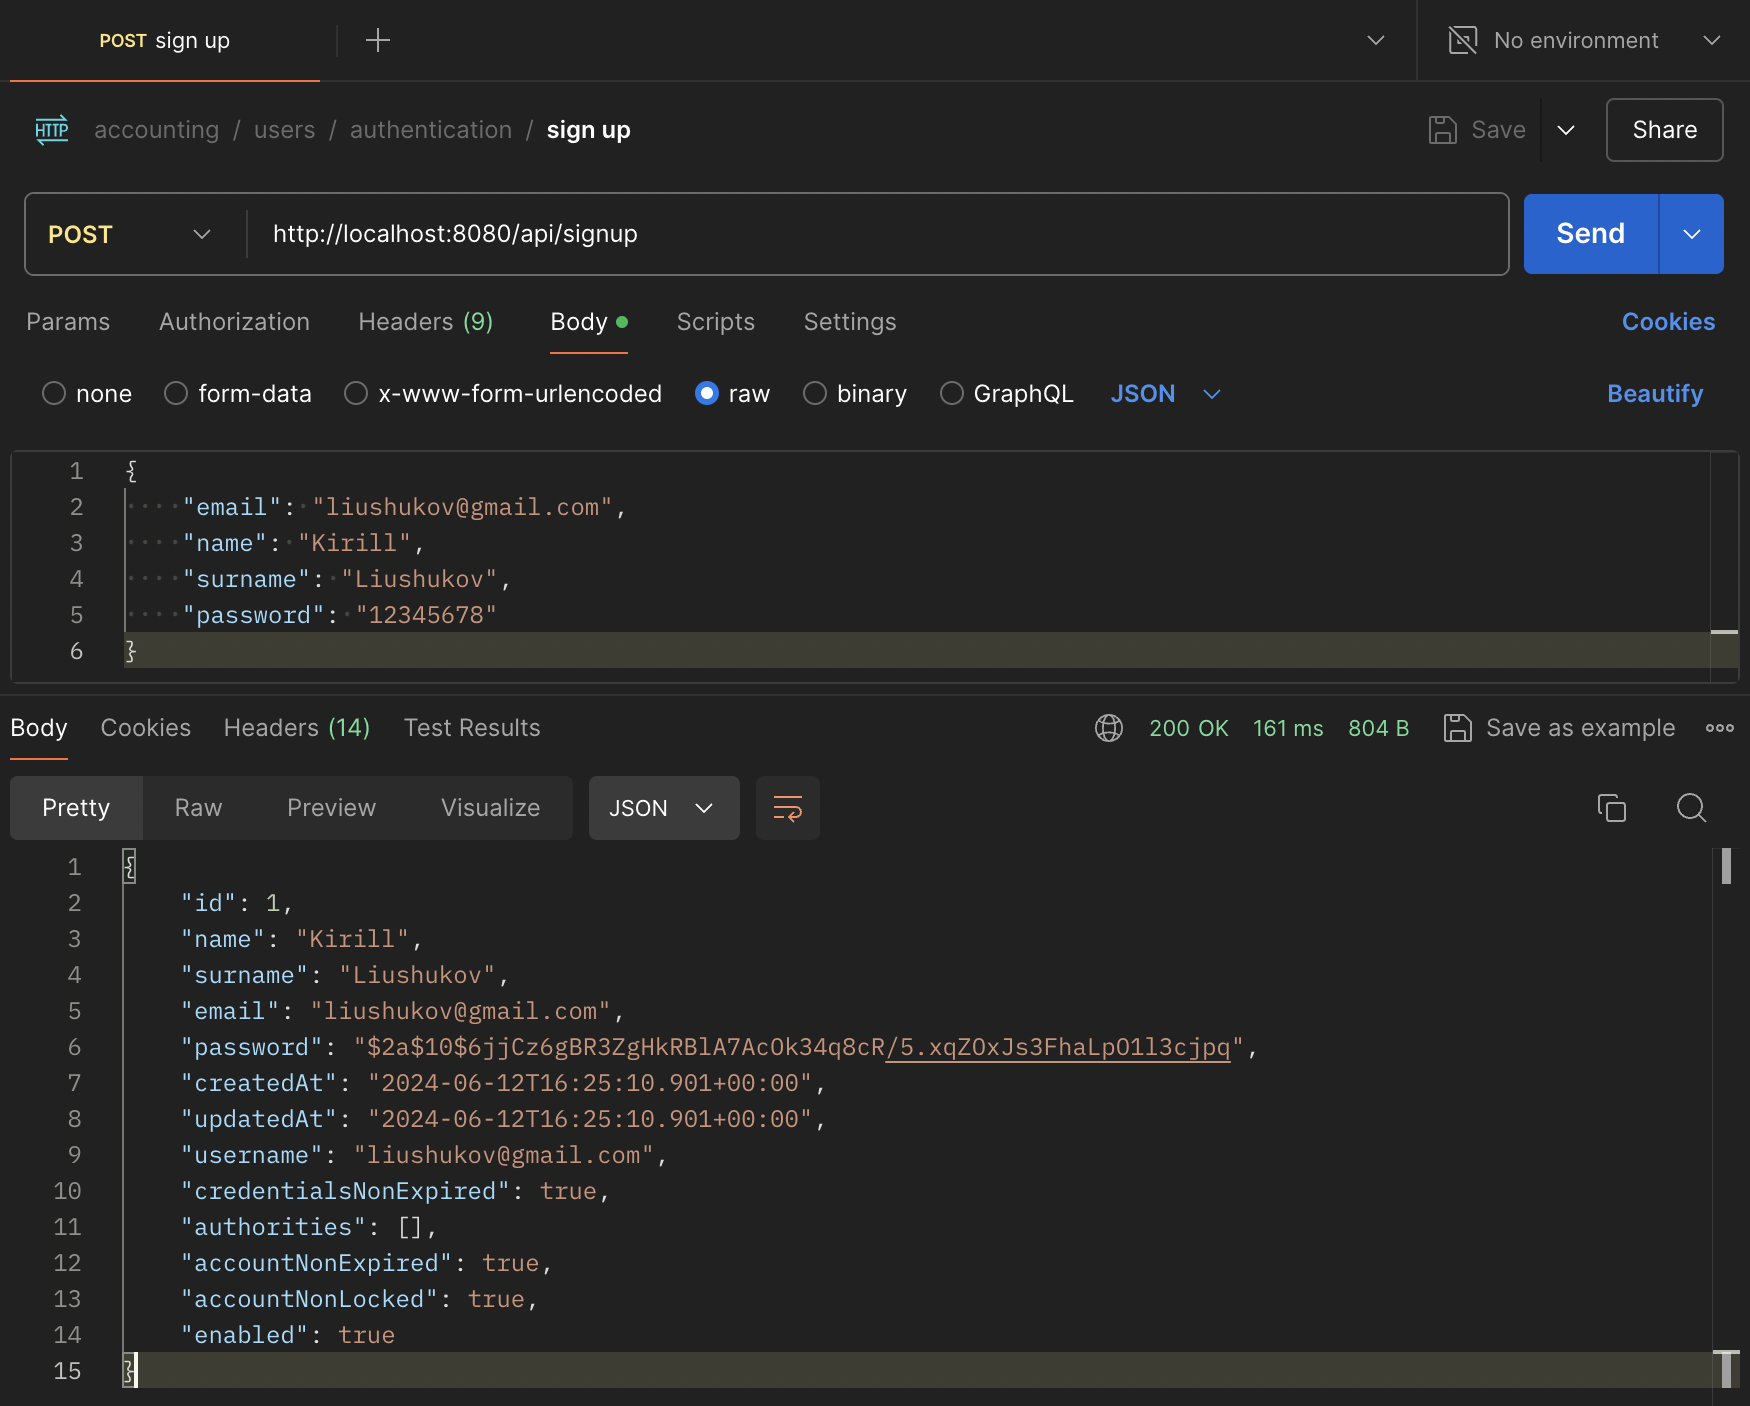 POST sign up
No environment
HTTP accounting / users / authentication / sign up
Save
Share
POST http://localhost:8080/api/signup
Send
Params Authorization Headers (9) Body Scripts Settings Cookies
none form-data x-www-form-urlencoded raw binary GraphQL JSON Beautify
1 {
2 "email": "liushukov@gmail.com",
3 "name": "Kirill",
4 "surname": "Liushukov",
5 "password": "12345678"
6 }
Body Cookies Headers (14) Test Results 200 OK 161 ms 804 B Save as example
Pretty Raw Preview Visualize JSON
1 {
2 "id": 1,
3 "name": "Kirill",
4 "surname": "Liushukov",
5 "email": "liushukov@gmail.com",
6 "password": "$2a$10$6jjCz6gBR3ZgHkRBlA7AcOk34q8cR/5.xqZOxJs3FhaLpO1l3cjpq",
7 "createdAt": "2024-06-12T16:25:10.901+00:00",
8 "updatedAt": "2024-06-12T16:25:10.901+00:00",
9 "username": "liushukov@gmail.com",
10 "credentialsNonExpired": true,
11 "authorities": [],
12 "accountNonExpired": true,
13 "accountNonLocked": true,
14 "enabled": true
15 }